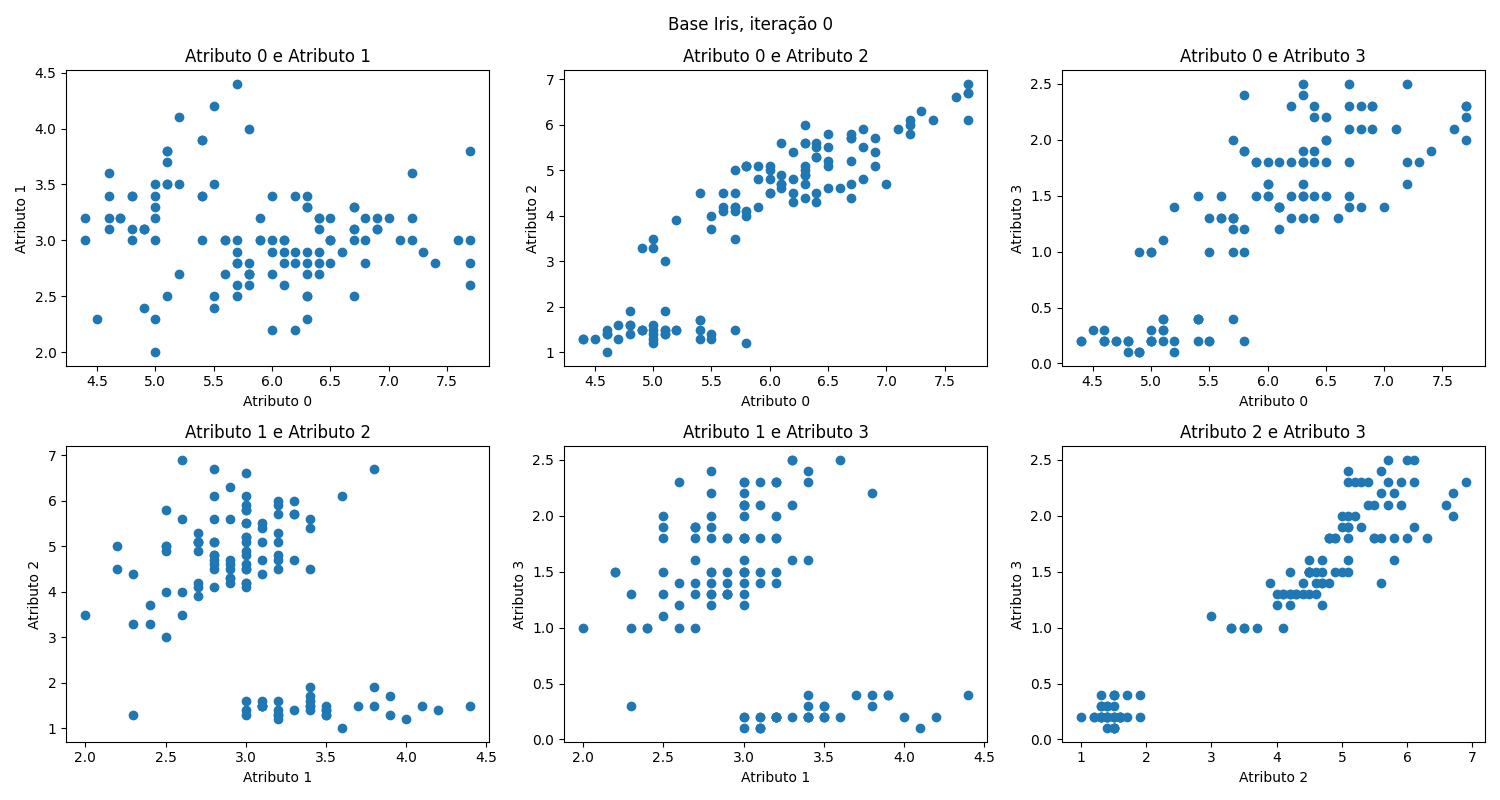 Base Iris, iteração 0
Atributo 0 e Atributo 1
Atributo 0 e Atributo 2
Atributo 0 e Atributo 3
4.5
4.0
3.5
3.0
2.5
2.0
Atributo 1
4.5 5.0 5.5 6.0 6.5 7.0 7.5
Atributo 0
7
6
5
4
3
2
1
Atributo 2
4.5 5.0 5.5 6.0 6.5 7.0 7.5
Atributo 0
2.5
2.0
1.5
1.0
0.5
0.0
Atributo 3
4.5 5.0 5.5 6.0 6.5 7.0 7.5
Atributo 0
Atributo 1 e Atributo 2
Atributo 1 e Atributo 3
Atributo 2 e Atributo 3
7
6
5
4
3
2
1
Atributo 2
2.0 2.5 3.0 3.5 4.0 4.5
Atributo 1
2.5
2.0
1.5
1.0
0.5
0.0
Atributo 3
2.0 2.5 3.0 3.5 4.0 4.5
Atributo 1
2.5
2.0
1.5
1.0
0.5
0.0
Atributo 3
1 2 3 4 5 6 7
Atributo 2